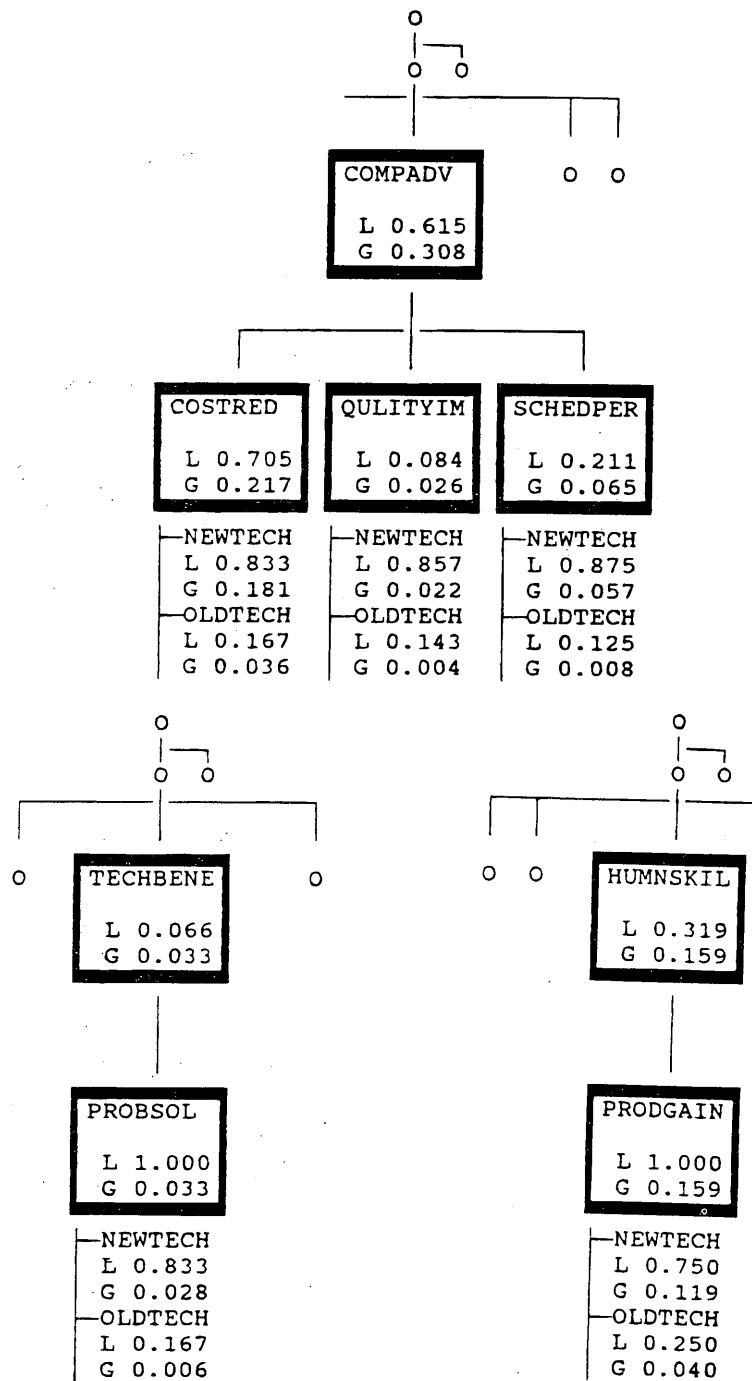 COMPADV
L 0.615
G 0.308
COSTRED
L 0.705
G 0.217
NEWTECH
L 0.833
G 0.181
OLDTECH
L 0.167
G 0.036
QULITYIM
L 0.084
G 0.026
NEWTECH
L 0.857
G 0.022
OLDTECH
L 0.143
G 0.004
SCHEDPER
L 0.211
G 0.065
NEWTECH
L 0.875
G 0.057
OLDTECH
L 0.125
G 0.008
TECHBENE
L 0.066
G 0.033
PROBSOL
L 1.000
G 0.033
NEWTECH
L 0.833
G 0.028
OLDTECH
L 0.167
G 0.006
HUMNSKIL
L 0.319
G 0.159
PRODGAIN
L 1.000
G 0.159
NEWTECH
L 0.750
G 0.119
OLDTECH
L 0.250
G 0.040